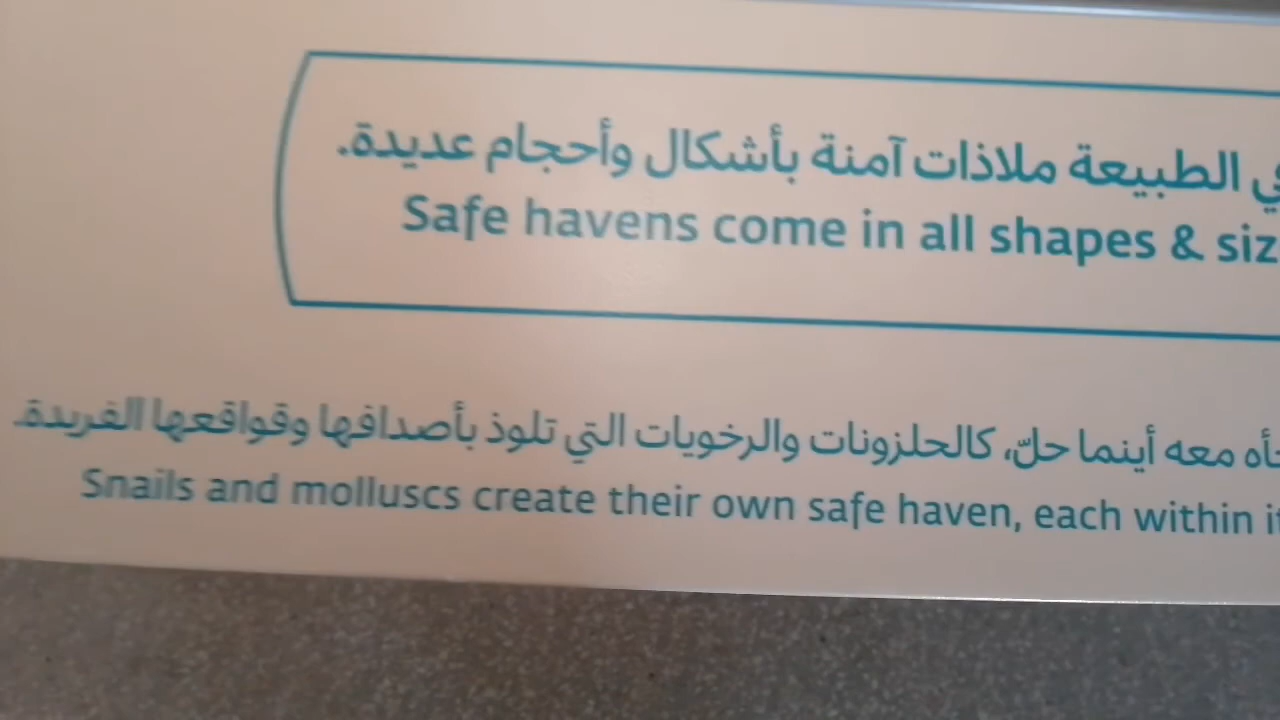 الطبيعة ملاذات آمنة بأشكال وأحجام عديدة.
Safe havens come in all shapes & siz
معه أينما حلّ، كالحلزونات والرخويات التي تلوذ بأصدافها وقواقعها الفريدة.
Snails and molluscs create their own safe haven, each within